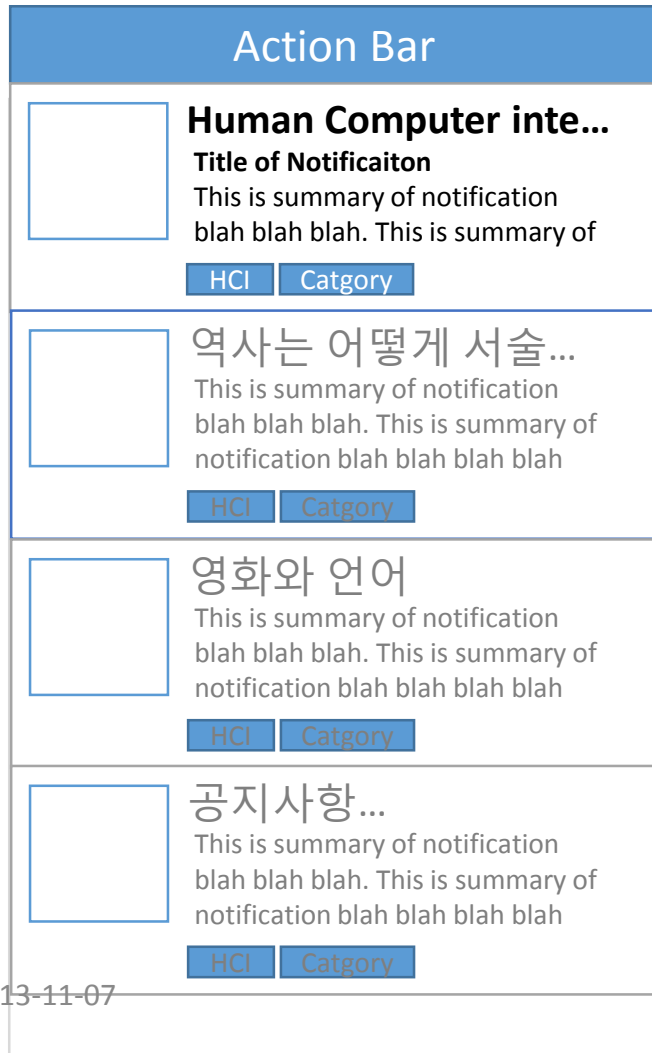 Action Bar
Human Computer inte...
Title of Notificaiton
This is summary of notification
blah blah blah. This is summary of
HCI Catgory
역사는 어떻게 서술...
This is summary of notification
blah blah blah. This is summary of
notification blah blah blah blah
HCI Catgory
영화와 언어
This is summary of notification
blah blah blah. This is summary of
notification blah blah blah blah
HCI Catgory
공지사항...
This is summary of notification
blah blah blah. This is summary of
notification blah blah blah blah
HCI Catgory
13-11-07